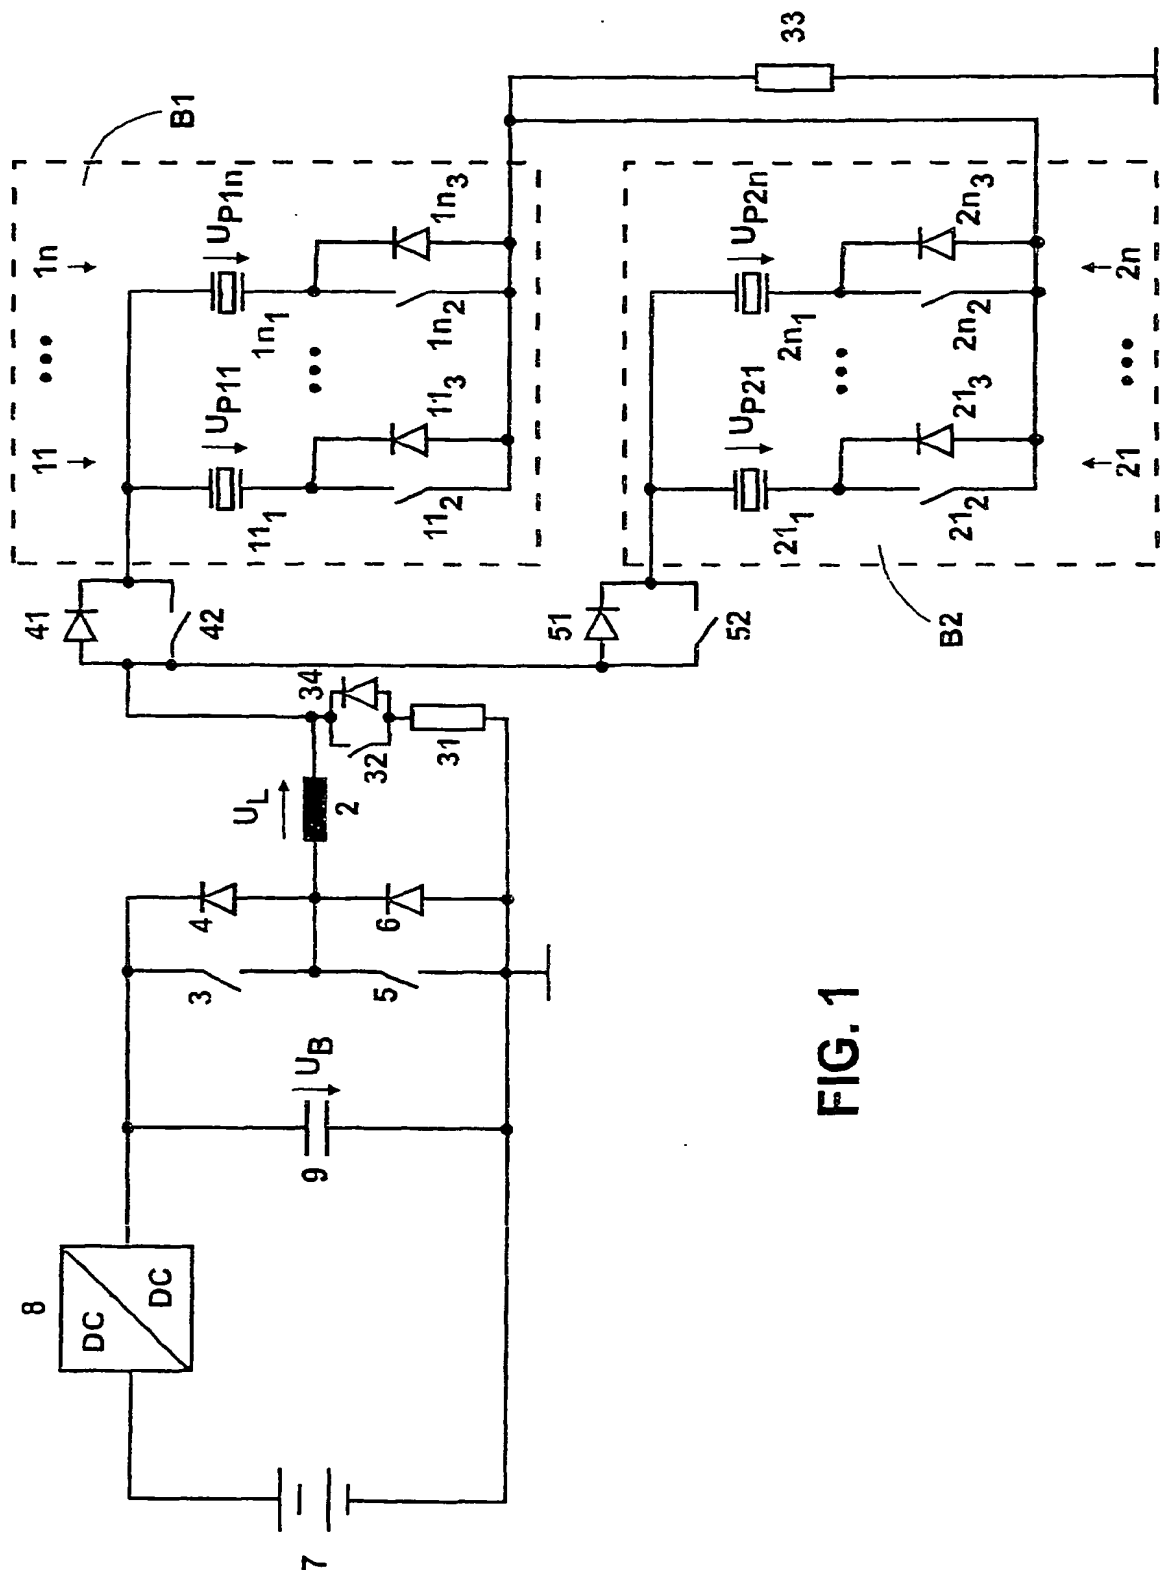 B1
11
•••
1n
U_P11
U_P1n
11_1
•••
1n_1
11_2
11_3
1n_2
1n_3
33
41
42
8
DC
DC
U_L
2
34
32
31
4
6
3
5
U_B
9
7
51
52
B2
U_P21
U_P2n
21_1
•••
2n_1
21_2
21_3
2n_2
2n_3
21
•••
2n
FIG. 1